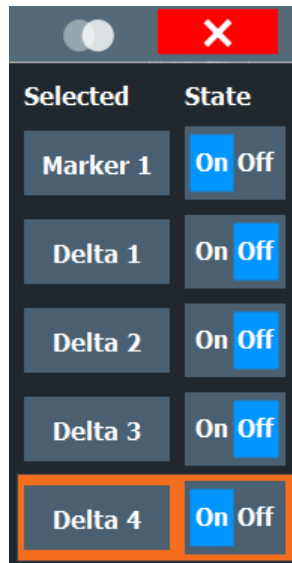 Selected State
Marker 1 On Off
Delta 1 On Off
Delta 2 On Off
Delta 3 On Off
Delta 4 On Off